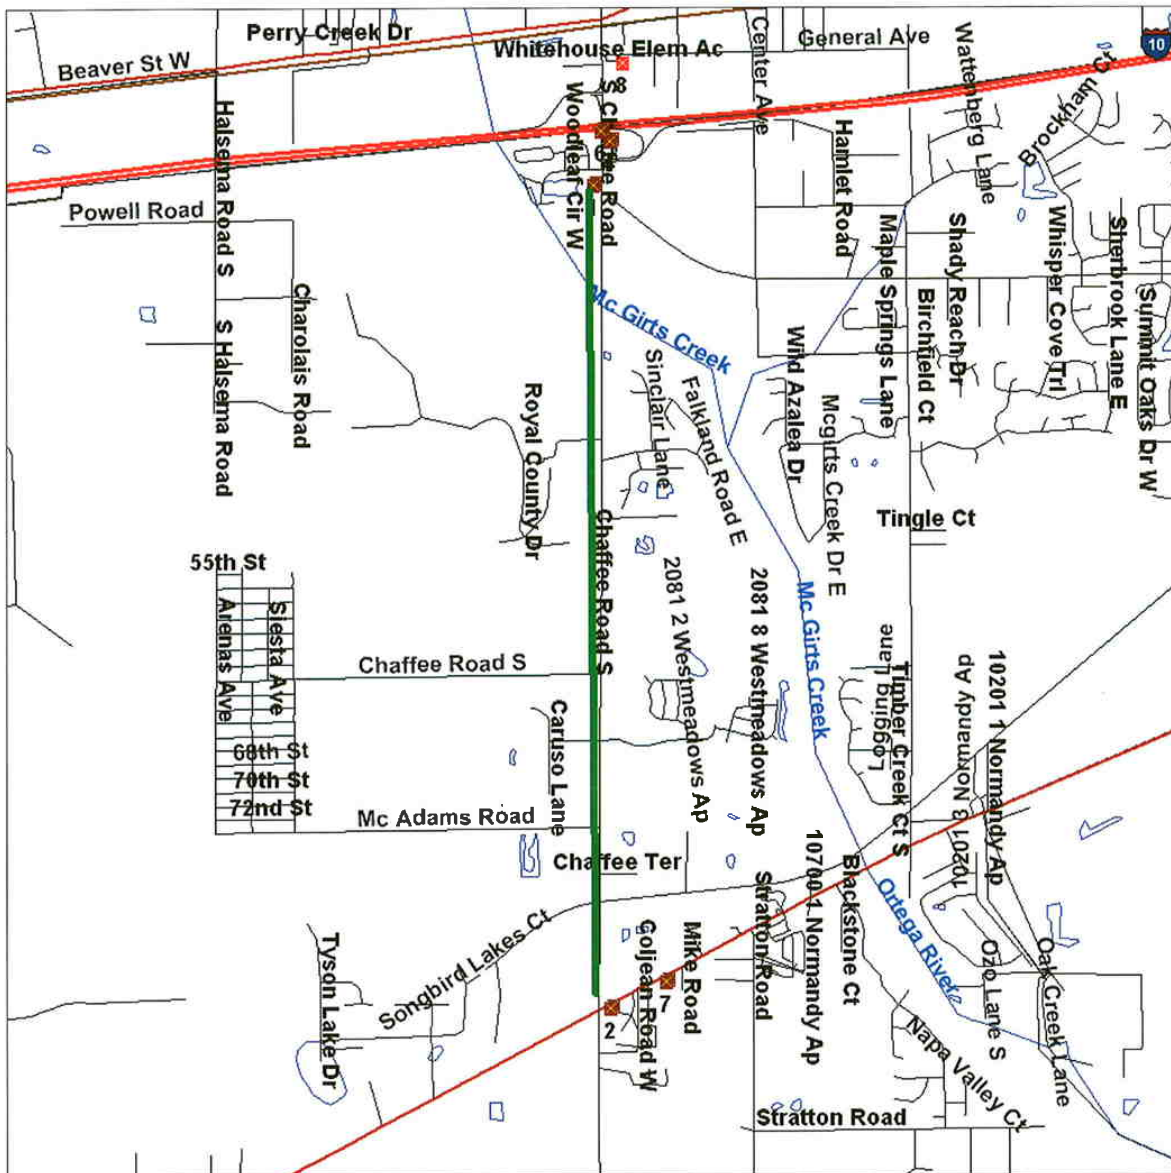 Perry Creek Dr
Whitehouse Elem Ac
Center Ave
General Ave
10
Beaver St W
8
Wattenberg Lane
Brockham Ct
Halsema Road S
Woodleaf Cir W
Hamlet Road
Powell Road
Maple Springs Lane
Shady Reach Dr
Whisper Cove Trl
Sherbrook Lane E
Summit Oaks Dr W
Charolais Road
Mc Girts Creek
Birchfield Ct
S Halsema Road
Sinclair Lane
Wild Azalea Dr
Royal County Dr
Falkland Road E
Mcgirts Creek Dr E
Chaffee Road S
Tingle Ct
55th St
2081 2 Westmeadows Ap
2081 8 Westmeadows Ap
Mc Girts Creek
Arenas Ave
Siesta Ave
Chaffee Road S
Logging Lane
Timber Creek Ct S
10201 3 Normandy Ap
10201 1 Normandy Ap
Caruso Lane
68th St
70th St
72nd St
Mc Adams Road
Chaffee Ter
10700 1 Normandy Ap
Blackstone Ct
Stratton Road
Ortega River
Songbird Lakes Ct
Tyson Lake Dr
Goljean Road W
Mike Road
Ozo Lane S
Oak Creek Lane
7
2
Napa Valley Ct
Stratton Road